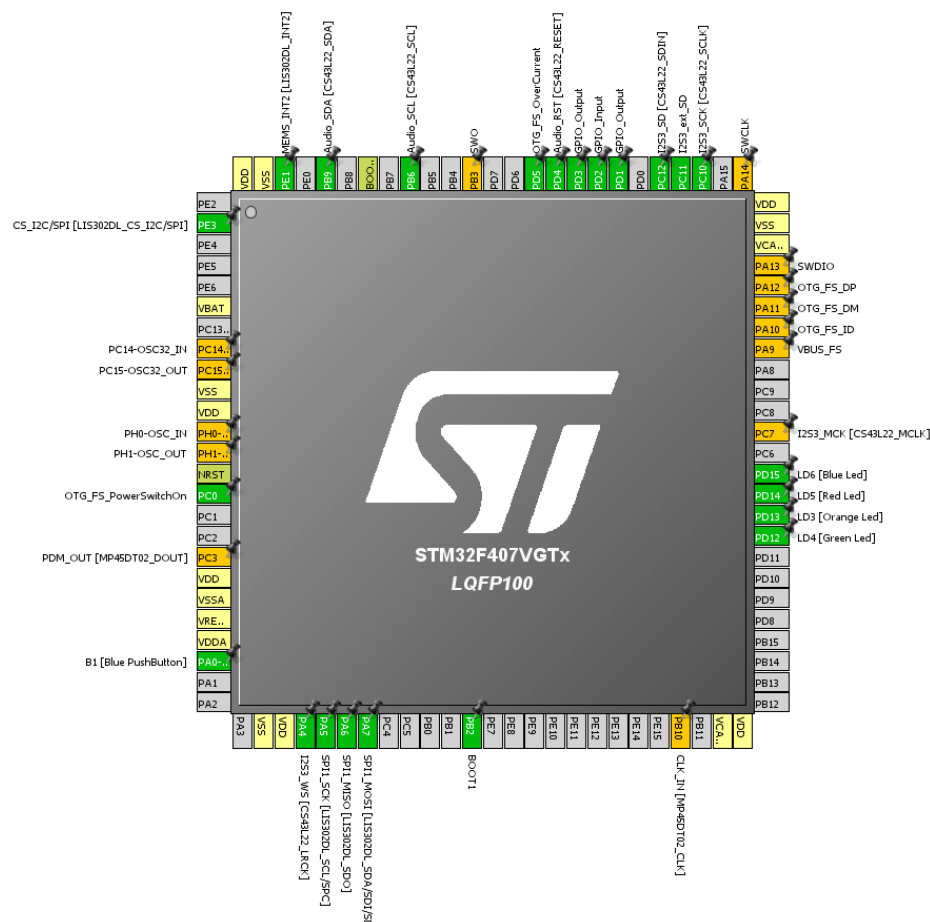 MEMS_INT2 [LIS302DL_INT2]
Audio_SDA [CS43L22_SDA]
Audio_SCL [CS43L22_SCL]
SWO
OTG_FS_OverCurrent
Audio_RST [CS43L22_RESET]
GPIO_Output
GPIO_Input
GPIO_Output
I2S3_SD [CS43L22_SDIN]
I2S3_ext_SD
I2S3_SCK [CS43L22_SCLK]
SWCLK
VDD
VSS
PE1
PE0
PB9
PB8
BOO..
PB7
PB6
PB5
PB4
PB3
PD7
PD6
PD5
PD4
PD3
PD2
PD1
PD0
PC12
PC11
PC10
PA15
PA14
PE2
CS_I2C/SPI [LIS302DL_CS_I2C/SPI] PE3
PE4
PE5
PE6
VBAT
PC13..
PC14-OSC32_IN PC14..
PC15-OSC32_OUT PC15..
VSS
VDD
PH0-OSC_IN PH0-..
PH1-OSC_OUT PH1-..
NRST
OTG_FS_PowerSwitchOn PC0
PC1
PC2
PDM_OUT [MP45DT02_DOUT] PC3
VDD
VSSA
VRE..
VDDA
B1 [Blue PushButton] PA0-..
PA1
PA2
ST
STM32F407VGTx
LQFP100
VDD
VSS
VCA..
PA13 SWDIO
PA12 OTG_FS_DP
PA11 OTG_FS_DM
PA10 OTG_FS_ID
PA9 VBUS_FS
PA8
PC9
PC8
PC7 I2S3_MCK [CS43L22_MCLK]
PC6
PD15 LD6 [Blue Led]
PD14 LD5 [Red Led]
PD13 LD3 [Orange Led]
PD12 LD4 [Green Led]
PD11
PD10
PD9
PD8
PB15
PB14
PB13
PB12
PA3
VSS
VDD
PA4
PA5
PA6
PA7
PC4
PC5
PB0
PB1
PB2
PE7
PE8
PE9
PE10
PE11
PE12
PE13
PE14
PE15
PB10
PB11
VCA..
VDD
I2S3_WS [CS43L22_LRCK]
SPI1_SCK [LIS302DL_SCL/SPC]
SPI1_MISO [LIS302DL_SDO]
SPI1_MOSI [LIS302DL_SDA/SDI/S
BOOT1
CLK_IN [MP45DT02_CLK]